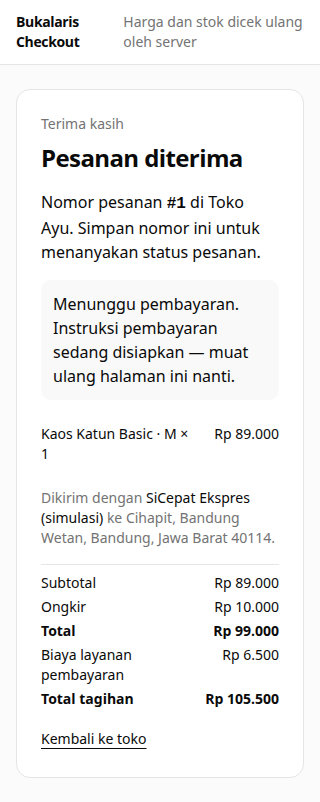 Bukalaris Checkout
Harga dan stok dicek ulang oleh server
Terima kasih
Pesanan diterima
Nomor pesanan #1 di Toko
Ayu. Simpan nomor ini untuk
menanyakan status pesanan.
Menunggu pembayaran.
Instruksi pembayaran
sedang disiapkan — muat
ulang halaman ini nanti.
Kaos Katun Basic · M × 1 Rp 89.000
Dikirim dengan SiCepat Ekspres
(simulasi) ke Cihapit, Bandung
Wetan, Bandung, Jawa Barat 40114.
Subtotal Rp 89.000
Ongkir Rp 10.000
Total Rp 99.000
Biaya layanan pembayaran Rp 6.500
Total tagihan Rp 105.500
Kembali ke toko